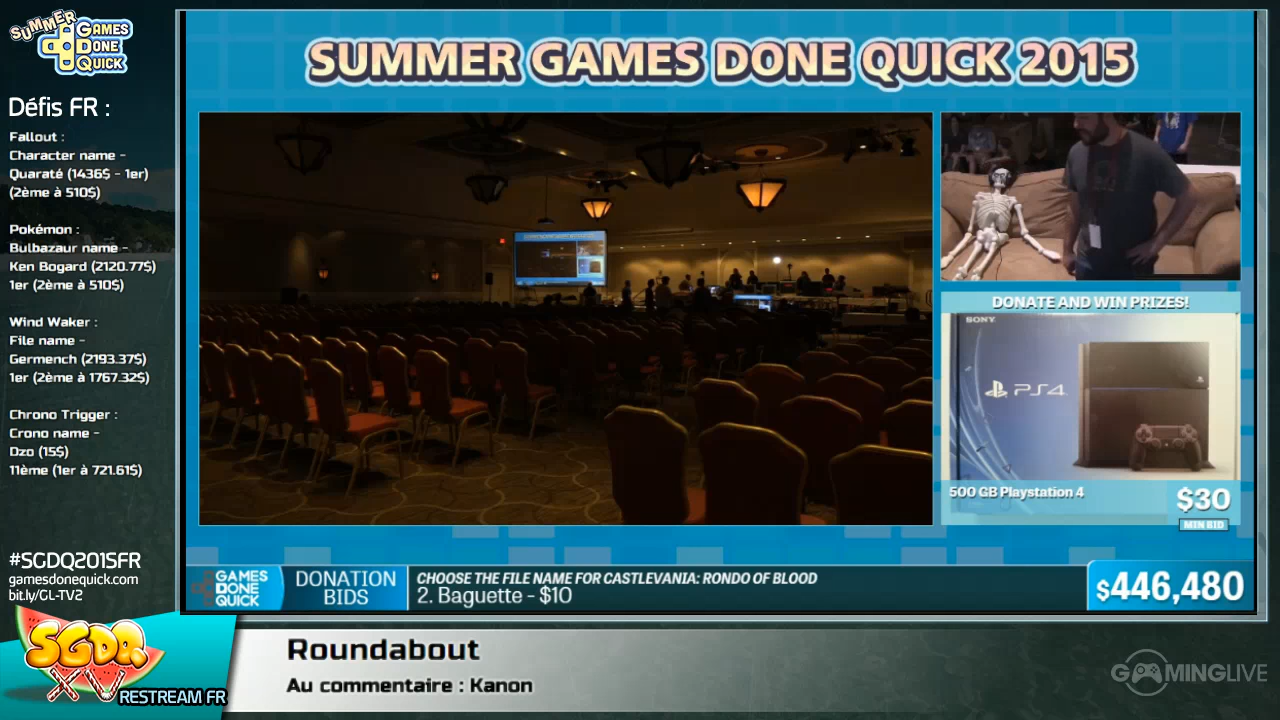 SUMMER
GAMES
DONE
QUICK
Défis FR :
Fallout :
Character name -
Quaraté (1436$ - 1er)
(2ème à 510$)
Pokémon :
Bulbazaur name -
Ken Bogard (2120.77$)
1er (2ème à 510$)
Wind Waker :
File name -
Germench (2193.37$)
1er (2ème à 1767.32$)
Chrono Trigger :
Crono name -
Dzo (15$)
11ème (1er à 721.61$)
#SGDQ2015FR
gamesdonequick.com
bit.ly/GL-TV2
SGDQ
XV
RESTREAM FR
SUMMER GAMES DONE QUICK 2015
DONATE AND WIN PRIZES!
SONY
PS4
500 GB Playstation 4
$30
MIN BID
GAMES
DONE
QUICK
DONATION
BIDS
CHOOSE THE FILE NAME FOR CASTLEVANIA: RONDO OF BLOOD
2. Baguette - $10
$446,480
Roundabout
Au commentaire : Kanon
GAMINGLIVE